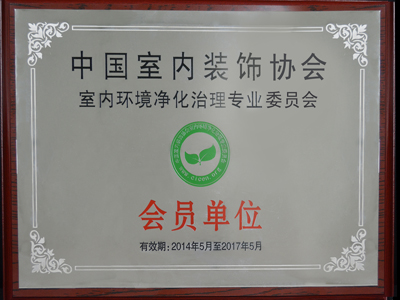 中国室内装饰协会
室内环境净化治理专业委员会
会员单位
有效期:2014年5月至2017年5月